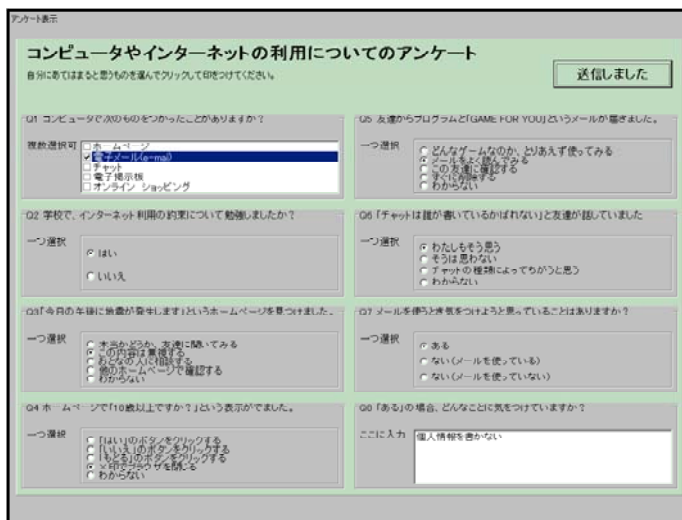 アンケート表示
コンピュータやインターネットの利用についてのアンケート
自分にあてはまると思うものを選んでクリックして印をつけてください。
送信しました
Q1 コンピュータで次のものをつかったことがありますか?
複数選択可
ホームページ
電子メール(e-mail)
チャット
電子掲示板
オンライン ショッピング
Q2 学校で、インターネット利用の約束について勉強しましたか?
一つ選択
はい
いいえ
Q3「今月の午後に地震が発生します」というホームページを見つけました。
一つ選択
本当かどうか、友達に聞いてみる
この内容は無視する
おとなの人に相談する
他のホームページで確認する
わからない
Q4 ホームページで「10歳以上ですか?」という表示がでました。
一つ選択
「はい」のボタンをクリックする
「いいえ」のボタンをクリックする
「もどる」のボタンをクリックする
×印でブラウザを閉じる
わからない
Q5 友達からプログラムと「GAME FOR YOU」というメールが届きました。
一つ選択
どんなゲームなのか、とりあえず使ってみる
メールをよく読んでみる
この友達に確認する
すぐに削除する
わからない
Q6 「チャットは誰が書いているかばれない」と友達が話していました
一つ選択
わたしもそう思う
そうは思わない
チャットの種類によってちがうと思う
わからない
Q7 メールを使うとき気をつけようと思っていることはありますか?
一つ選択
ある
ない(メールを使っている)
ない(メールを使っていない)
Q8 「ある」の場合、どんなことに気をつけていますか?
ここに入力
個人情報を書かない